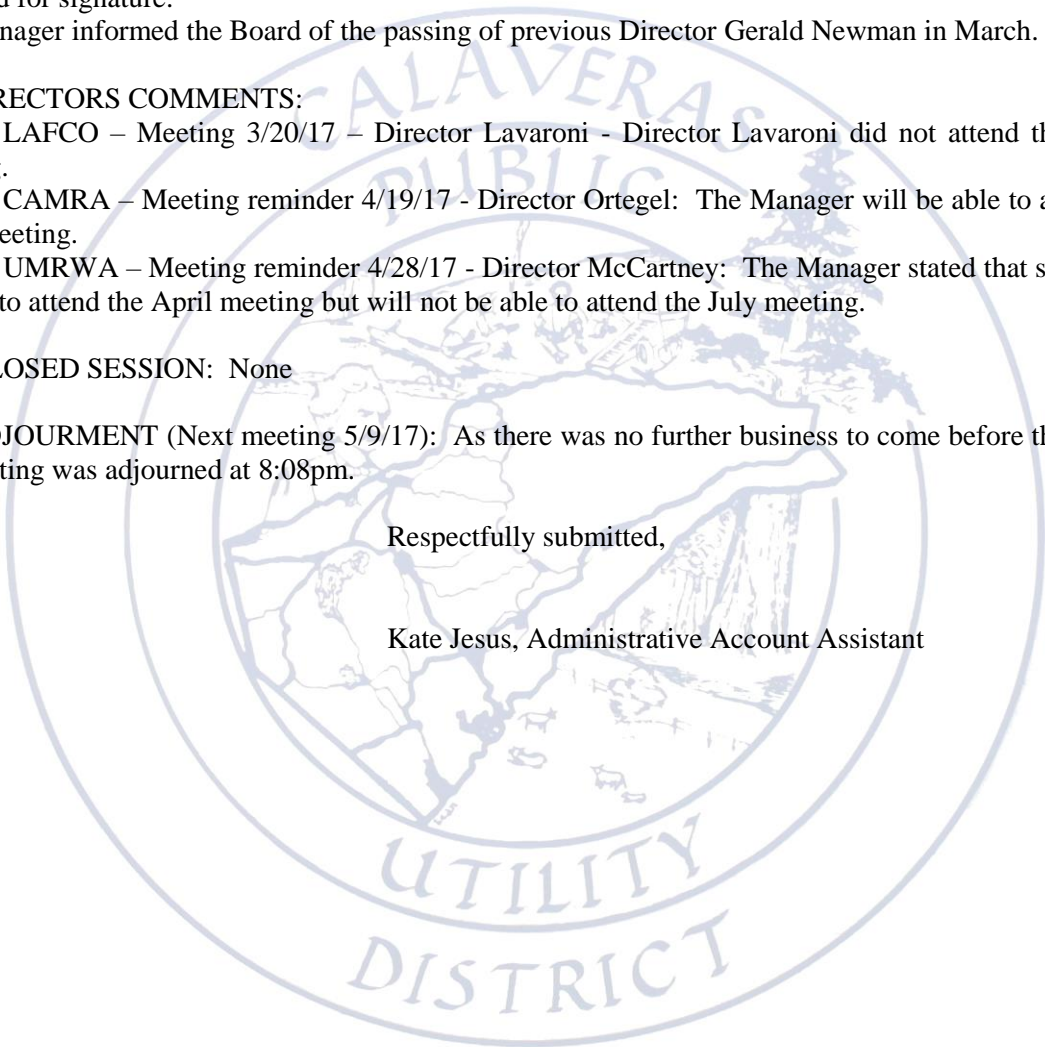 d for signature.
nager informed the Board of the passing of previous Director Gerald Newman in March.
RECTORS COMMENTS:
LAFCO – Meeting 3/20/17 – Director Lavaroni - Director Lavaroni did not attend th
g.
CAMRA – Meeting reminder 4/19/17 - Director Ortegel: The Manager will be able to a
eeting.
UMRWA – Meeting reminder 4/28/17 - Director McCartney: The Manager stated that s
to attend the April meeting but will not be able to attend the July meeting.
LOSED SESSION: None
DJOURMENT (Next meeting 5/9/17): As there was no further business to come before th
ting was adjourned at 8:08pm.
Respectfully submitted,
Kate Jesus, Administrative Account Assistant
CALAVERAS
PUBLIC
UTILITY
DISTRICT